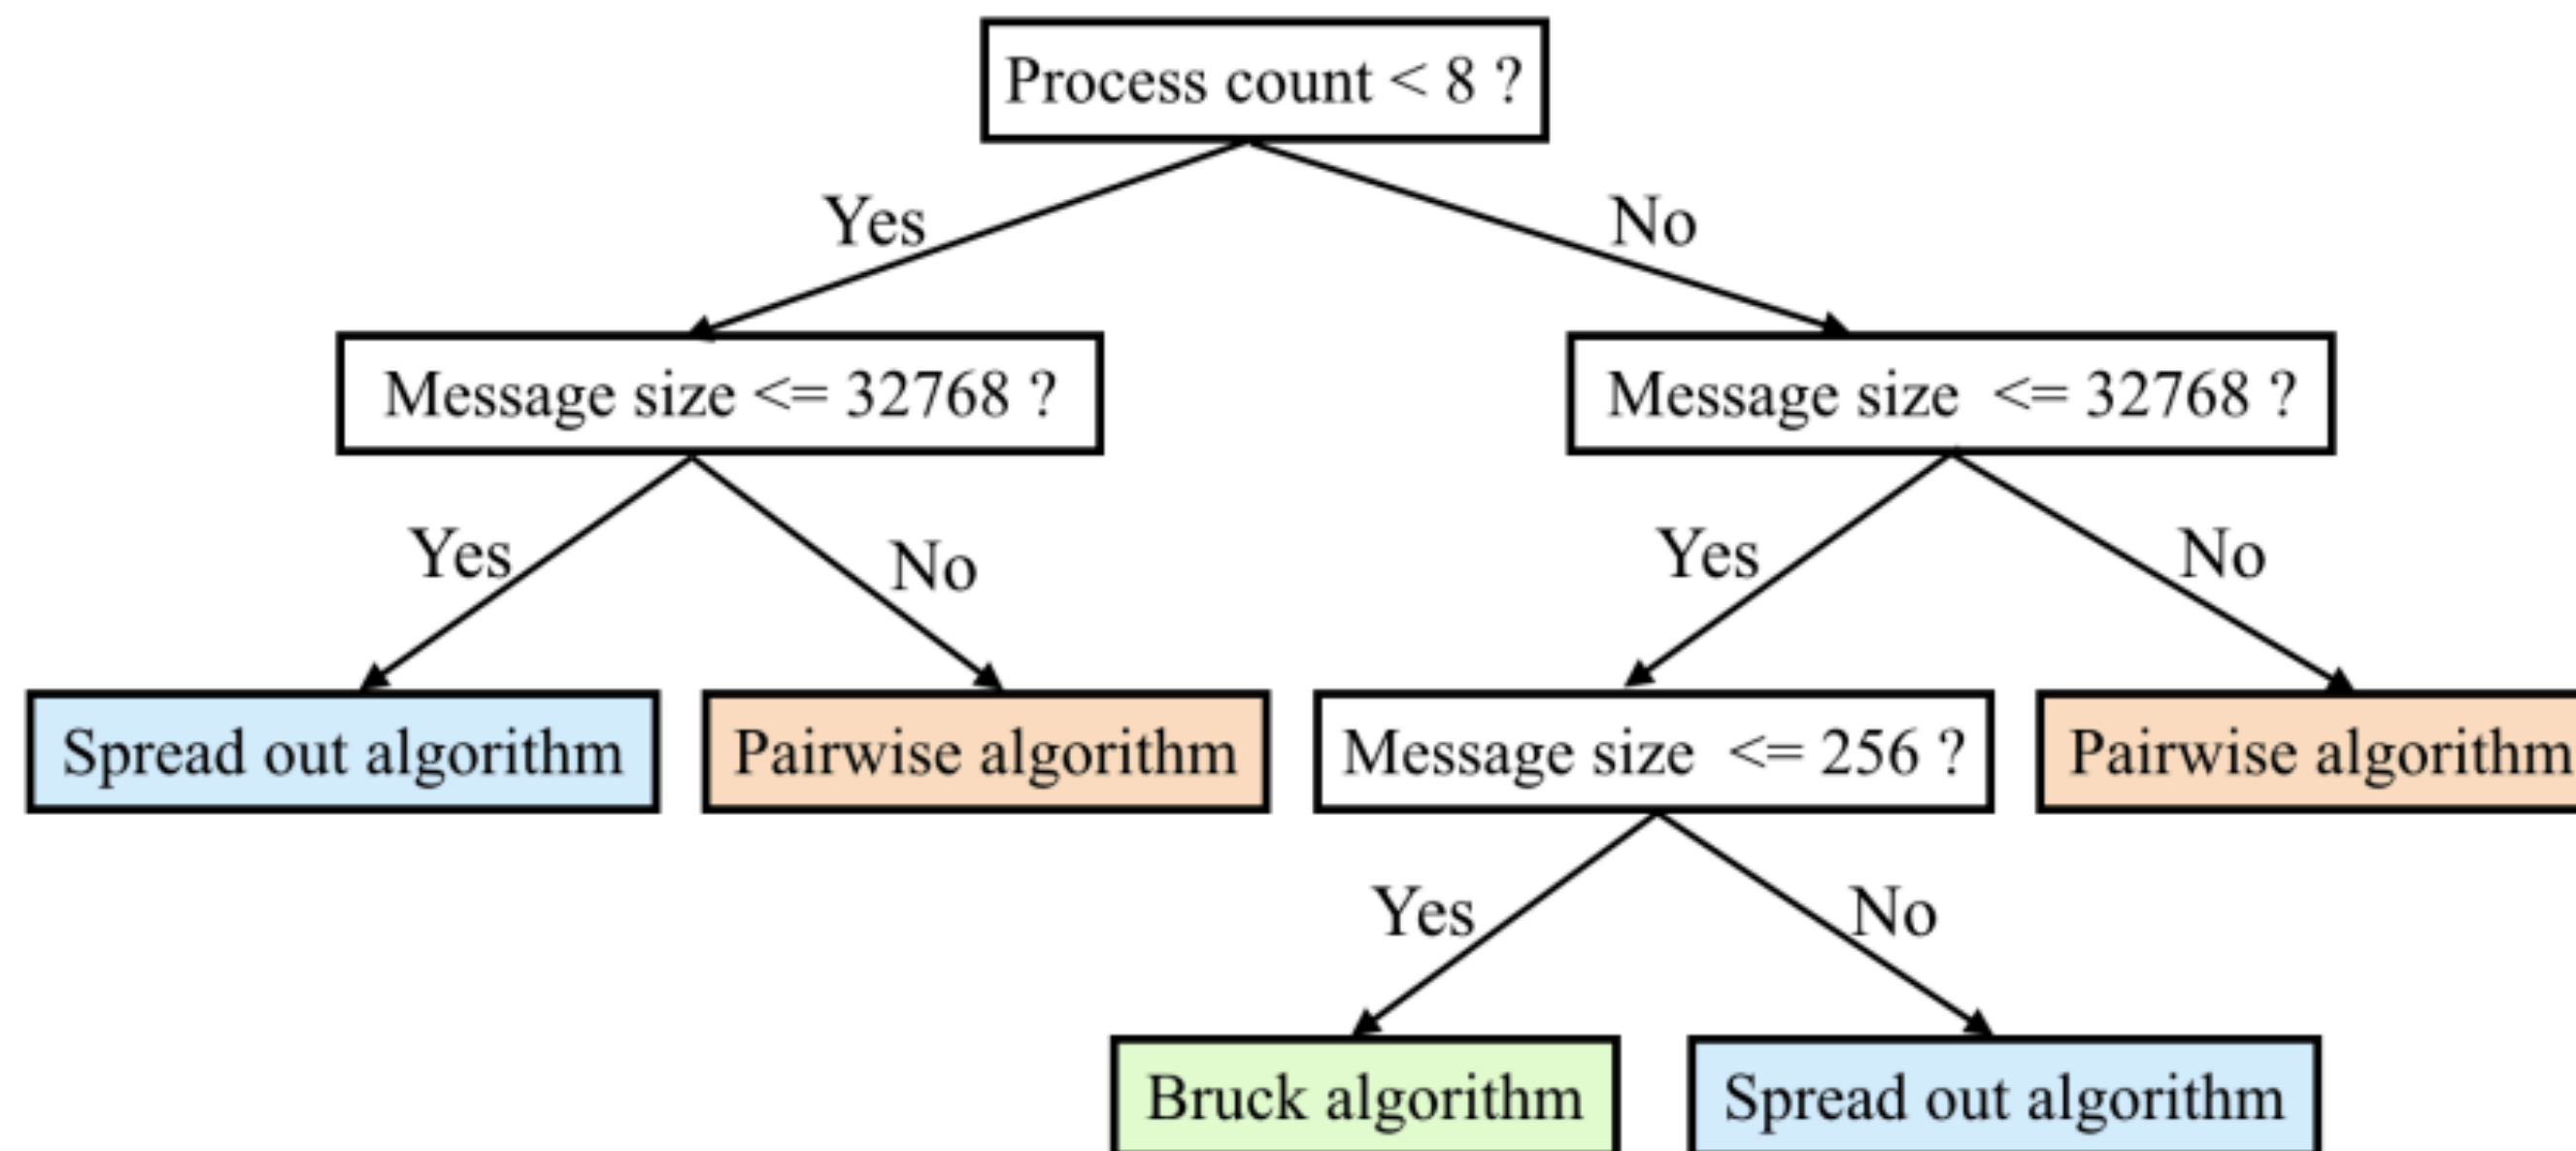 Process count < 8 ?
Yes
No
Message size <= 32768 ?
Message size <= 32768 ?
Yes
No
Yes
No
Spread out algorithm
Pairwise algorithm
Message size <= 256 ?
Pairwise algorithm
Yes
No
Bruck algorithm
Spread out algorithm